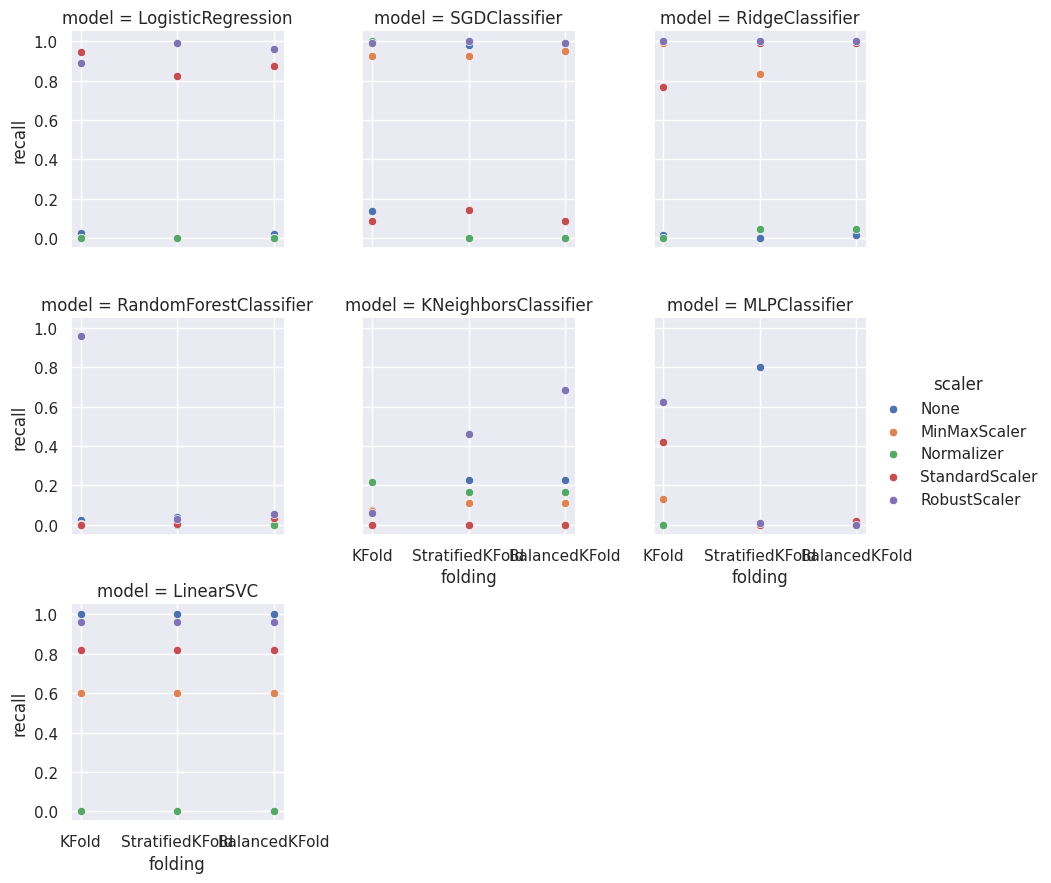 model = LogisticRegression
model = SGDClassifier
model = RidgeClassifier
1.0
0.8
0.6
0.4
0.2
0.0
recall
model = RandomForestClassifier
model = KNeighborsClassifier
model = MLPClassifier
1.0
0.8
0.6
0.4
0.2
0.0
recall
KFold
StratifiedKFold
BalancedKFold
folding
KFold
StratifiedKFold
BalancedKFold
folding
scaler
None
MinMaxScaler
Normalizer
StandardScaler
RobustScaler
model = LinearSVC
1.0
0.8
0.6
0.4
0.2
0.0
recall
KFold
StratifiedKFold
BalancedKFold
folding